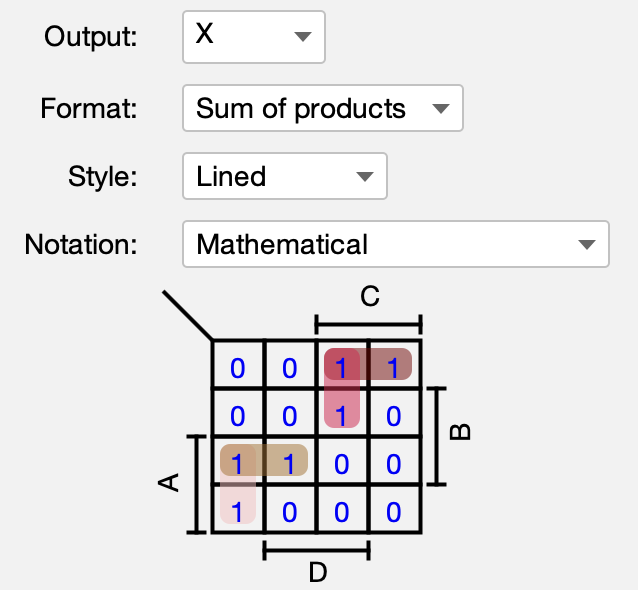 Output: X
Format: Sum of products
Style: Lined
Notation: Mathematical
C
0 0 1 1
0 0 1 0
B
1 1 0 0
A
1 0 0 0
D